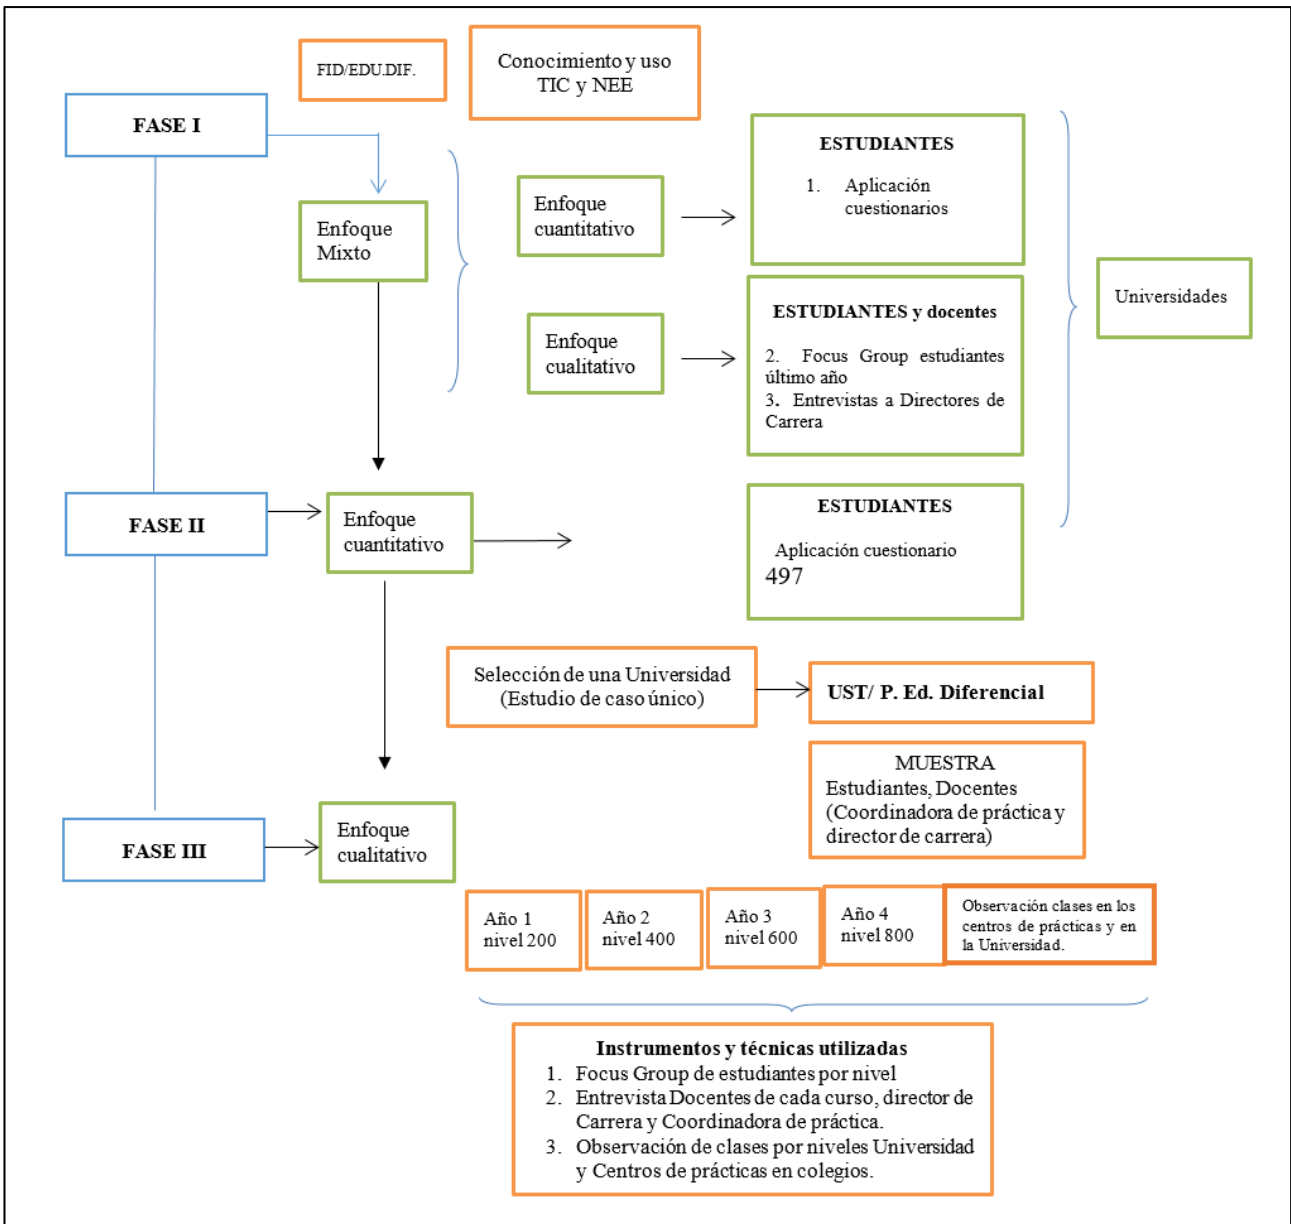 FID/EDU.DIF.
Conocimiento y uso
TIC y NEE
FASE I
Enfoque
Mixto
Enfoque
cuantitativo
ESTUDIANTES
1. Aplicación
cuestionarios
Universidades
Enfoque
cualitativo
ESTUDIANTES y docentes
2. Focus Group estudiantes
último año
3. Entrevistas a Directores de
Carrera
FASE II
Enfoque
cuantitativo
ESTUDIANTES
Aplicación cuestionario
497
Selección de una Universidad
(Estudio de caso único)
UST/ P. Ed. Diferencial
MUESTRA
Estudiantes, Docentes
(Coordinadora de práctica y
director de carrera)
FASE III
Enfoque
cualitativo
Año 1
nivel 200
Año 2
nivel 400
Año 3
nivel 600
Año 4
nivel 800
Observación clases en los
centros de prácticas y en
la Universidad.
Instrumentos y técnicas utilizadas
1. Focus Group de estudiantes por nivel
2. Entrevista Docentes de cada curso, director de
Carrera y Coordinadora de práctica.
3. Observación de clases por niveles Universidad
y Centros de prácticas en colegios.